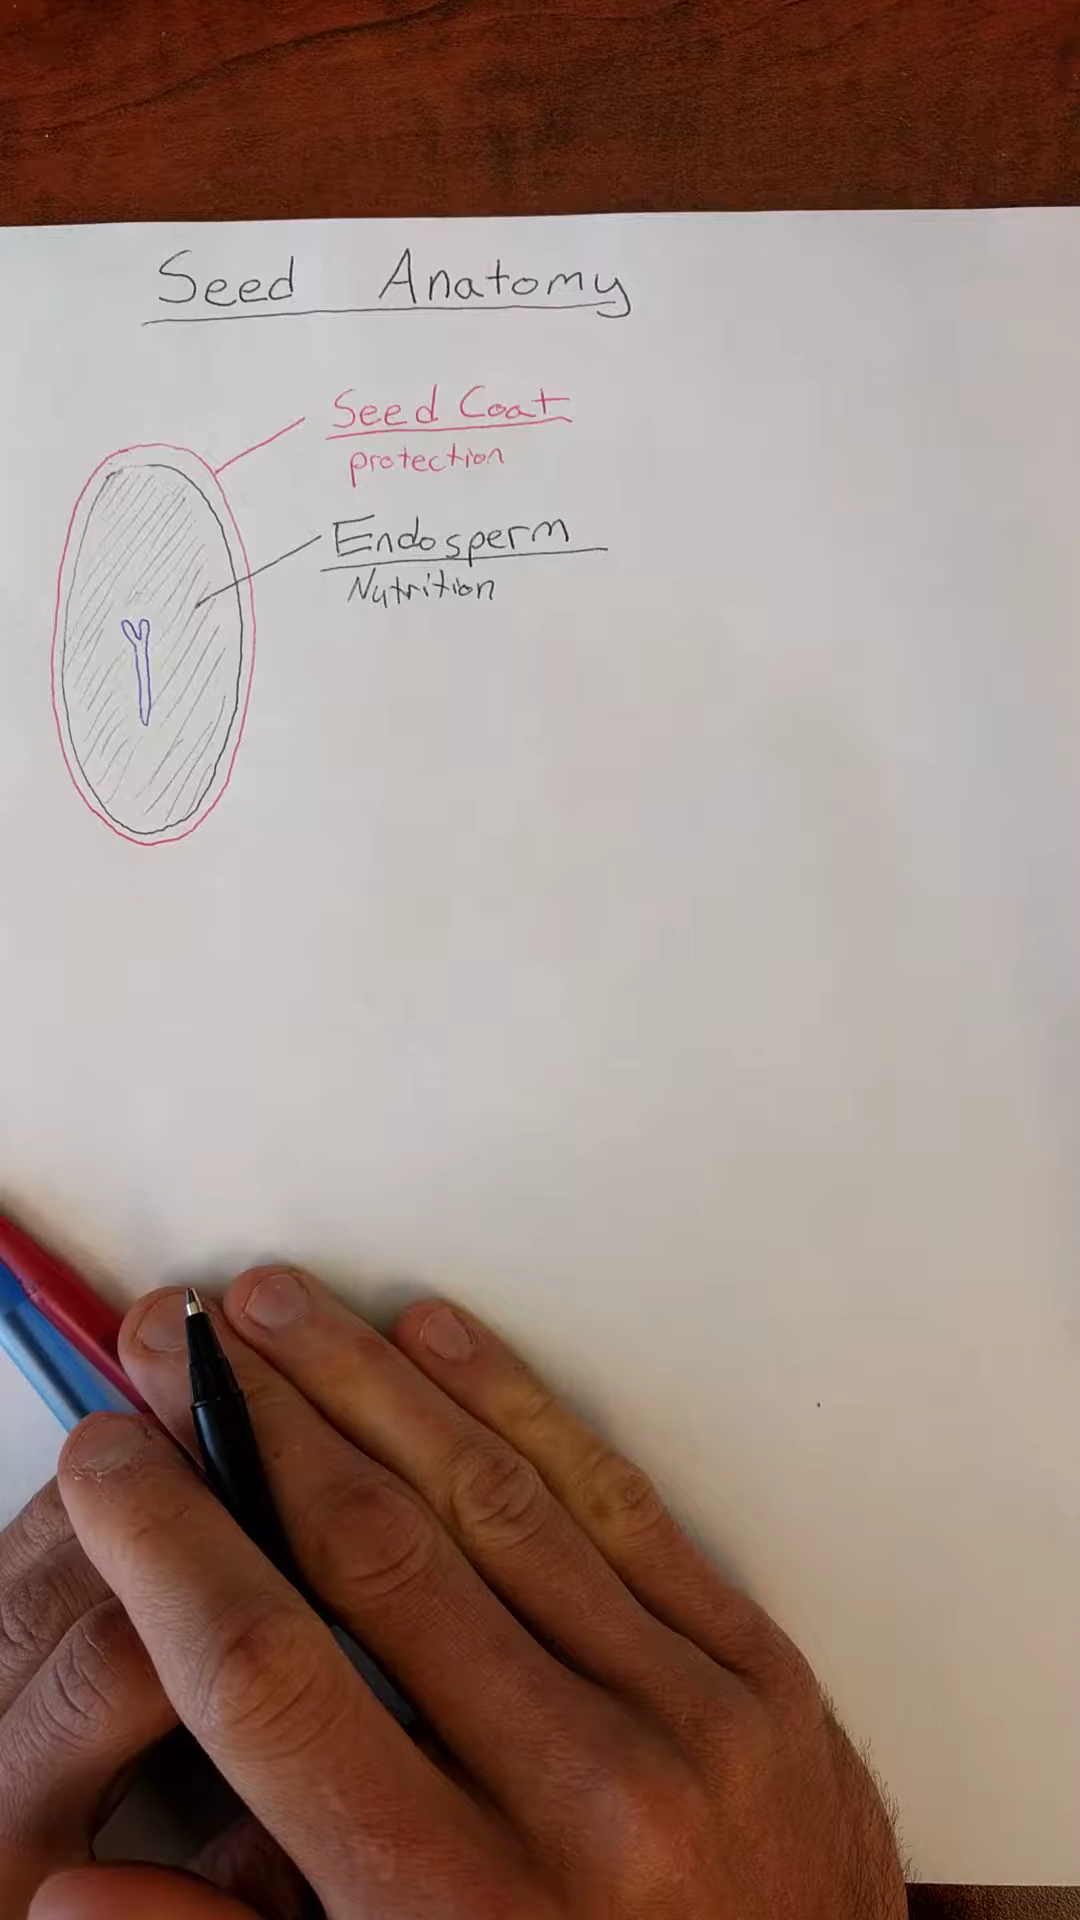 Seed Anatomy
Seed Coat
protection
Endosperm
Nutrition